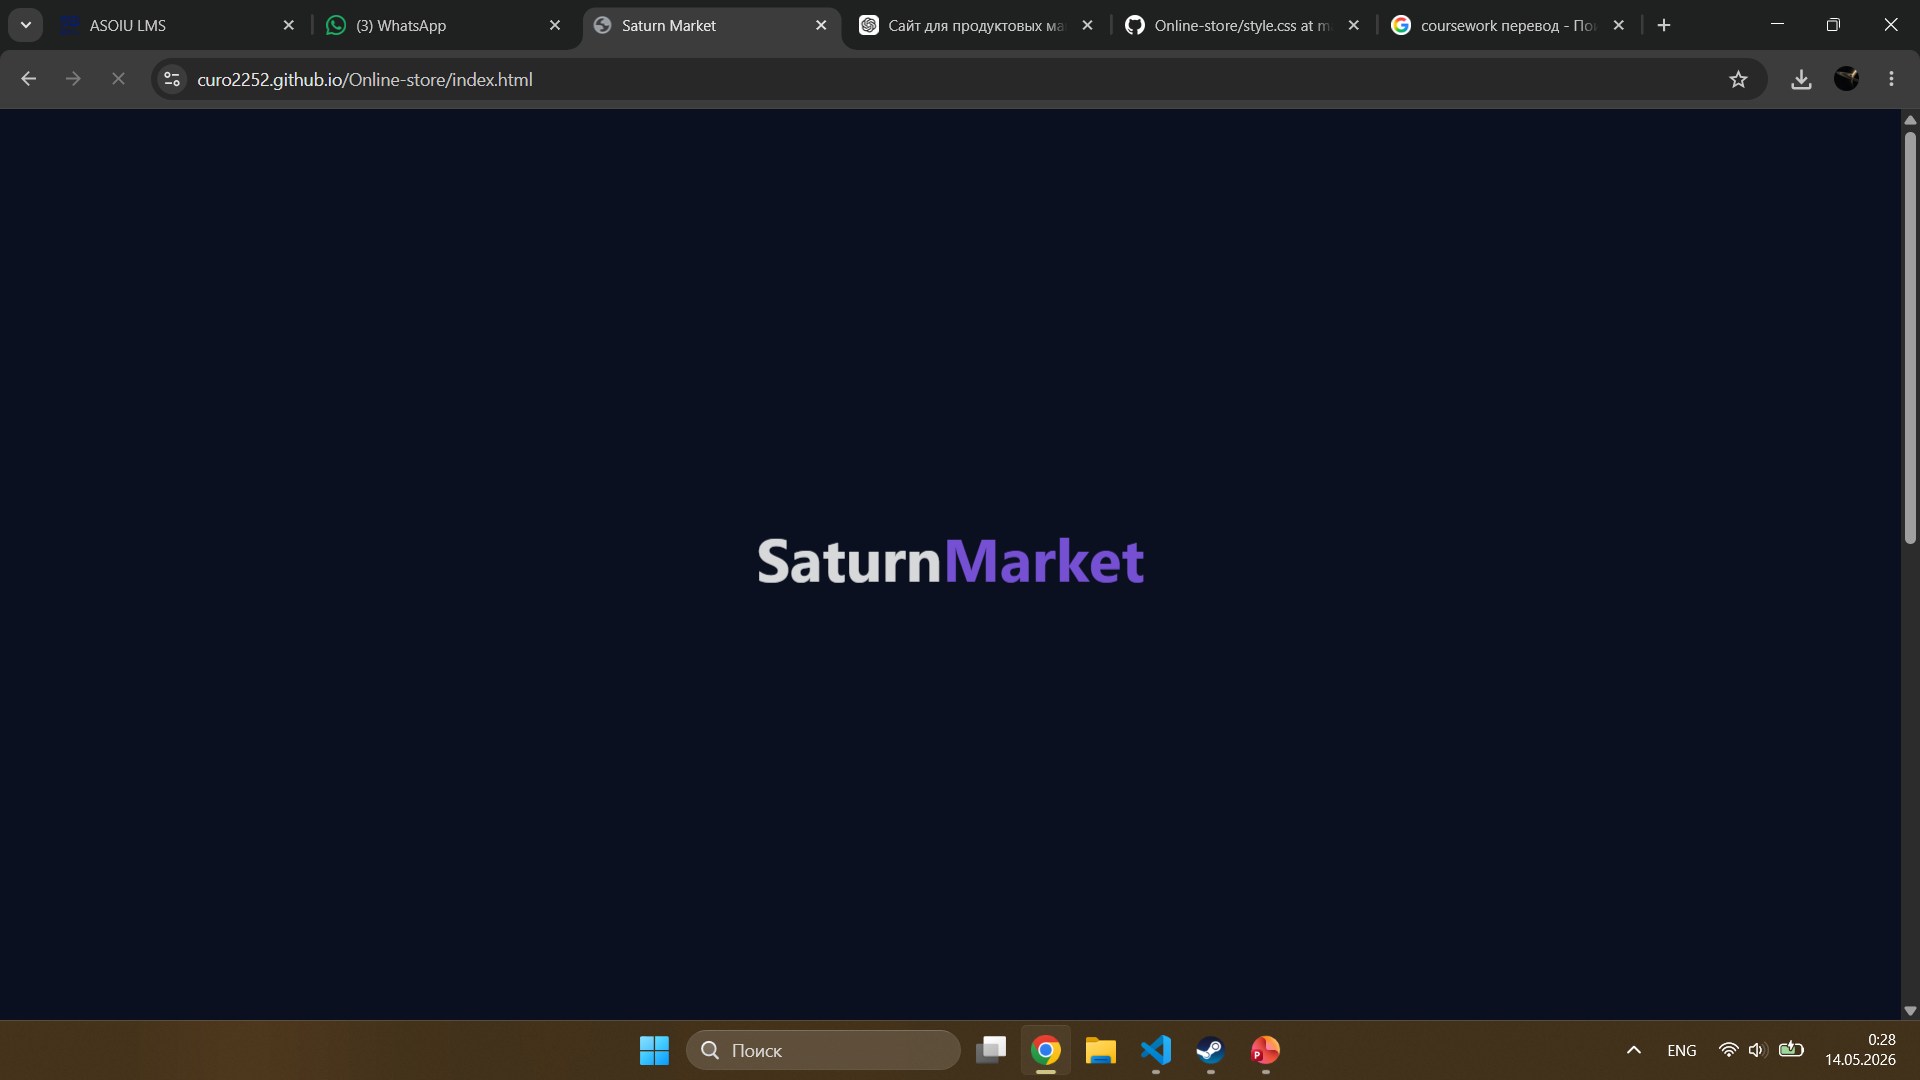 ASOIU LMS
(3) WhatsApp
Saturn Market
Сайт для продуктовых ма
Online-store/style.css at m
coursework перевод - По
curo2252.github.io/Online-store/index.html
SaturnMarket
Поиск
ENG
0:28
14.05.2026